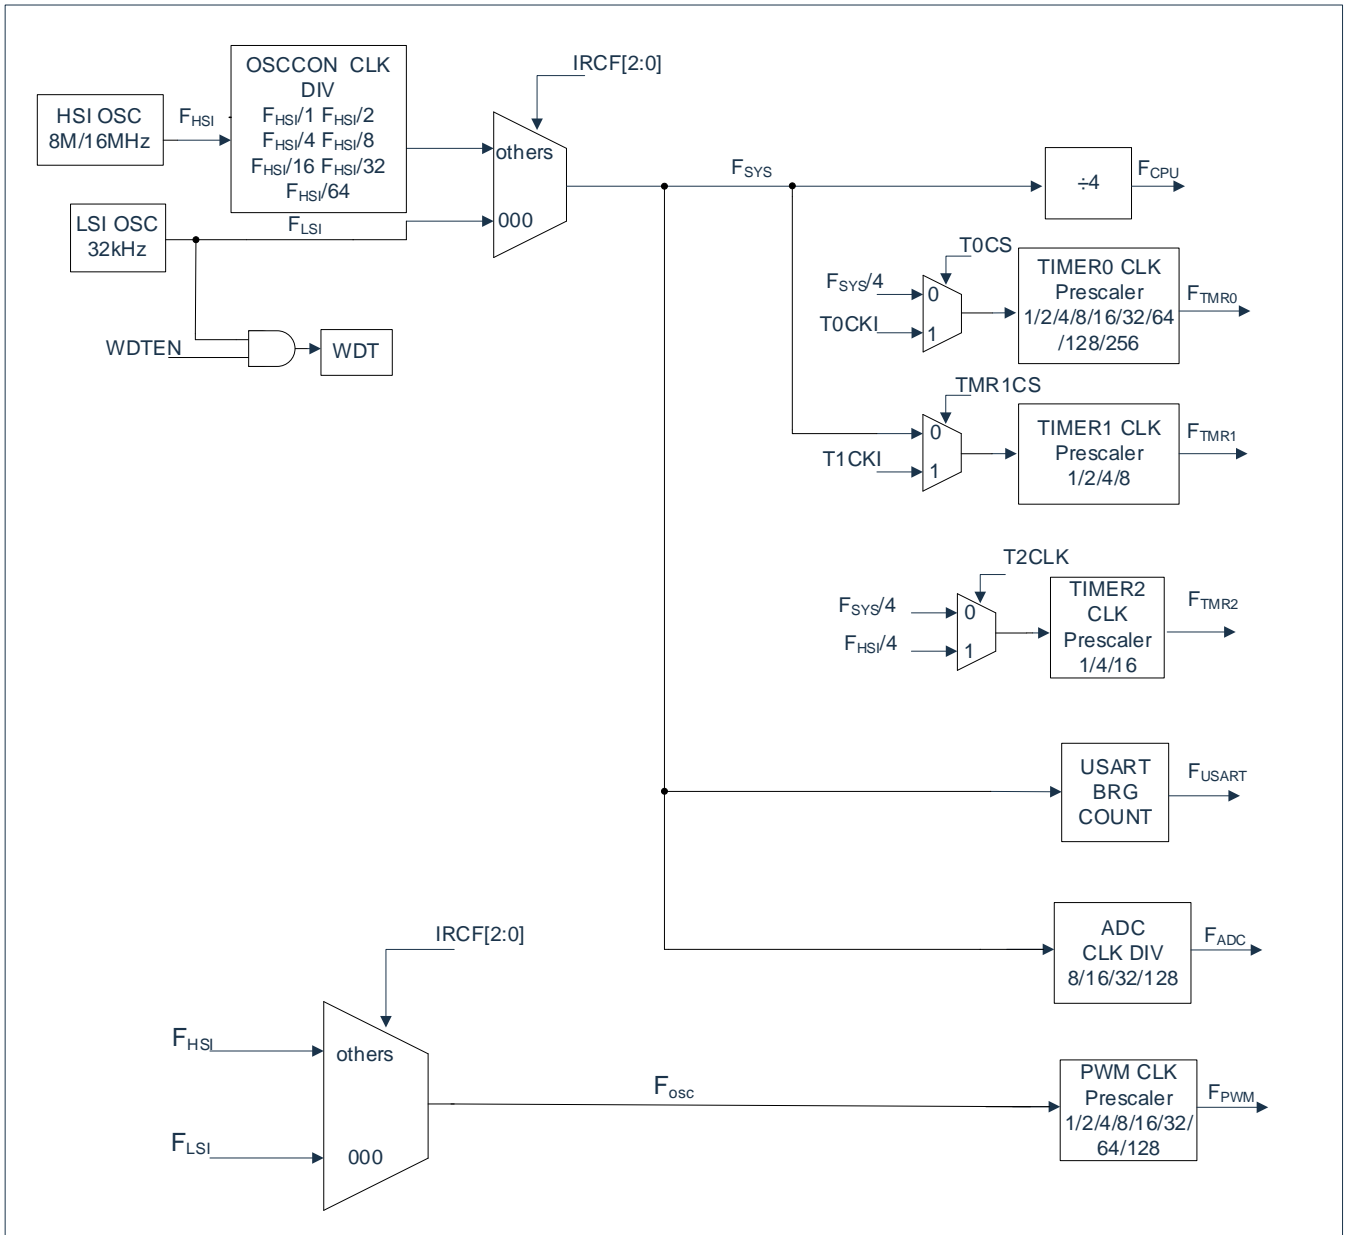 HSI OSC
8M/16MHz
FHSI
OSCCON CLK
DIV
FHSI/1 FHSI/2
FHSI/4 FHSI/8
FHSI/16 FHSI/32
FHSI/64
IRCF[2:0]
others
000
LSI OSC
32kHz
FLSI
WDTEN
WDT
FSYS
÷4
FCPU
T0CS
FSYS/4
T0CKI
0
1
TIMER0 CLK
Prescaler
1/2/4/8/16/32/64
/128/256
FTMR0
TMR1CS
T1CKI
0
1
TIMER1 CLK
Prescaler
1/2/4/8
FTMR1
T2CLK
FSYS/4
FHSI/4
0
1
TIMER2
CLK
Prescaler
1/4/16
FTMR2
USART
BRG
COUNT
FUSART
ADC
CLK DIV
8/16/32/128
FADC
IRCF[2:0]
FHSI
FLSI
others
000
Fosc
PWM CLK
Prescaler
1/2/4/8/16/32/
64/128
FPWM